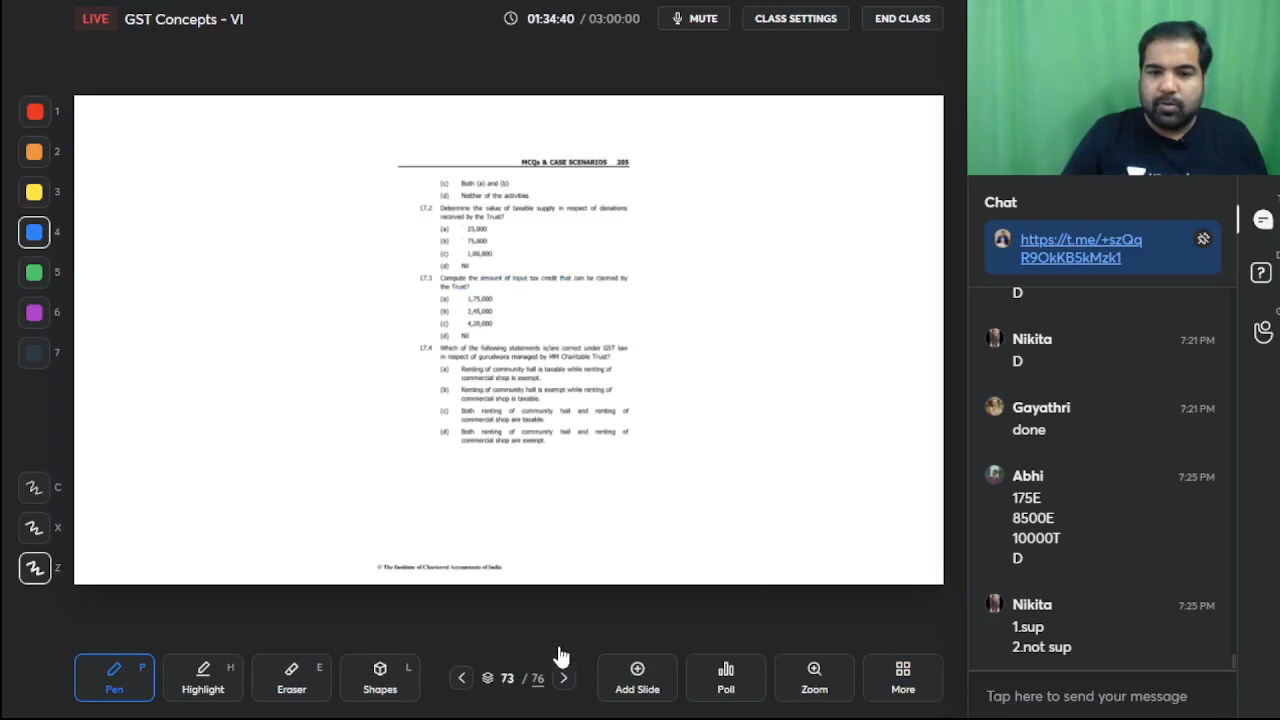 LIVE GST Concepts - VI 01:34:40 / 03:00:00 MUTE CLASS SETTINGS END CLASS
1
2
3
4
5
6
7
C
X
Z
MCQs & CASE SCENARIOS 205
(c) Both (a) and (b)
(d) Neither of the activities
17.2 Determine the value of taxable supply in respect of donations
received by the Trust?
(a) ` 25,000
(b) ` 75,000
(c) ` 1,00,000
(d) Nil
17.3 Compute the amount of input tax credit that can be claimed by
the Trust?
(a) ` 1,75,000
(b) ` 2,45,000
(c) ` 4,20,000
(d) Nil
17.4 Which of the following statements is/are correct under GST law
in respect of gurudwara managed by MM Charitable Trust?
(a) Renting of community hall is taxable while renting of
commercial shop is exempt.
(b) Renting of community hall is exempt while renting of
commercial shop is taxable.
(c) Both renting of community hall and renting of
commercial shop are taxable.
(d) Both renting of community hall and renting of
commercial shop are exempt.
© The Institute of Chartered Accountants of India
P
Pen
H
Highlight
E
Eraser
L
Shapes
73 / 76
Add Slide
Poll
Zoom
More
Chat
https://t.me/+szQq
R9OkKB5kMzk1
D
Nikita 7:21 PM
D
Gayathri 7:21 PM
done
Abhi 7:25 PM
175E
8500E
10000T
D
Nikita 7:25 PM
1.sup
2.not sup
Tap here to send your message